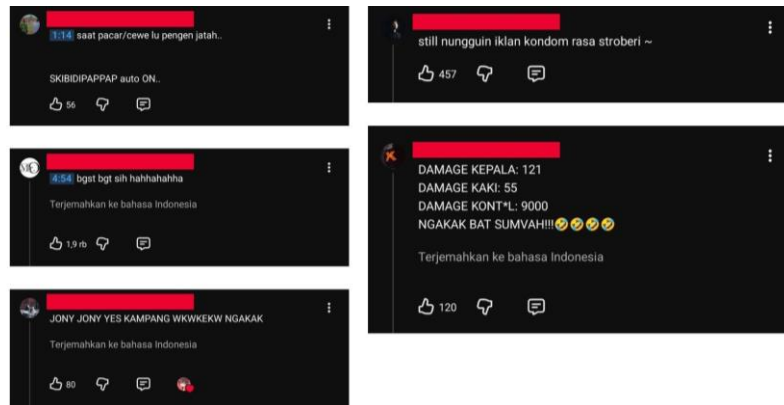 1:14 saat pacar/cewe lu pengen jatah..
SKIBIDIPAPPAP auto ON..
56
4:54 bgst bgt sih hahhahahha
Terjemahkan ke bahasa Indonesia
1,9 rb
JONY JONY YES KAMPANG WKWKEKW NGAKAK
Terjemahkan ke bahasa Indonesia
80
still nungguin iklan kondom rasa stroberi ~
457
DAMAGE KEPALA: 121
DAMAGE KAKI: 55
DAMAGE KONT*L: 9000
NGAKAK BAT SUMVAH!!!🤣🤣🤣🤣
Terjemahkan ke bahasa Indonesia
120